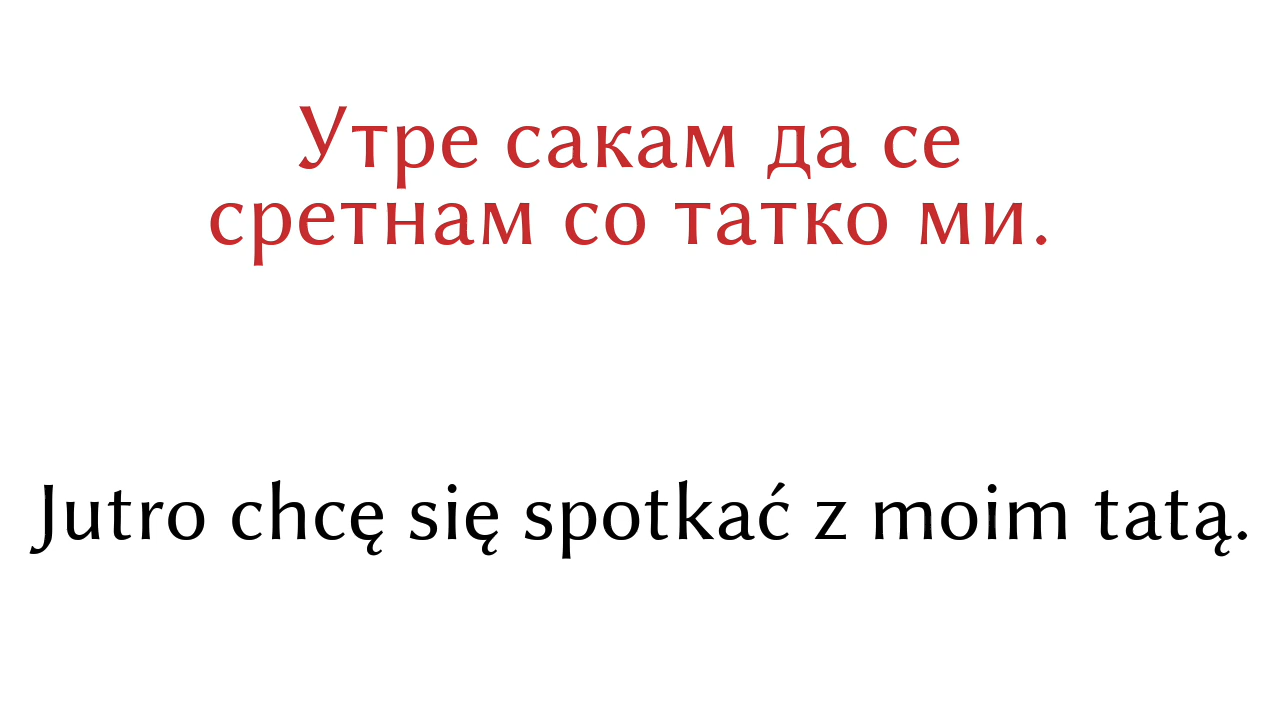 Утре сакам да се
сретнам со татко ми.
Jutro chcę się spotkać z moim tatą.